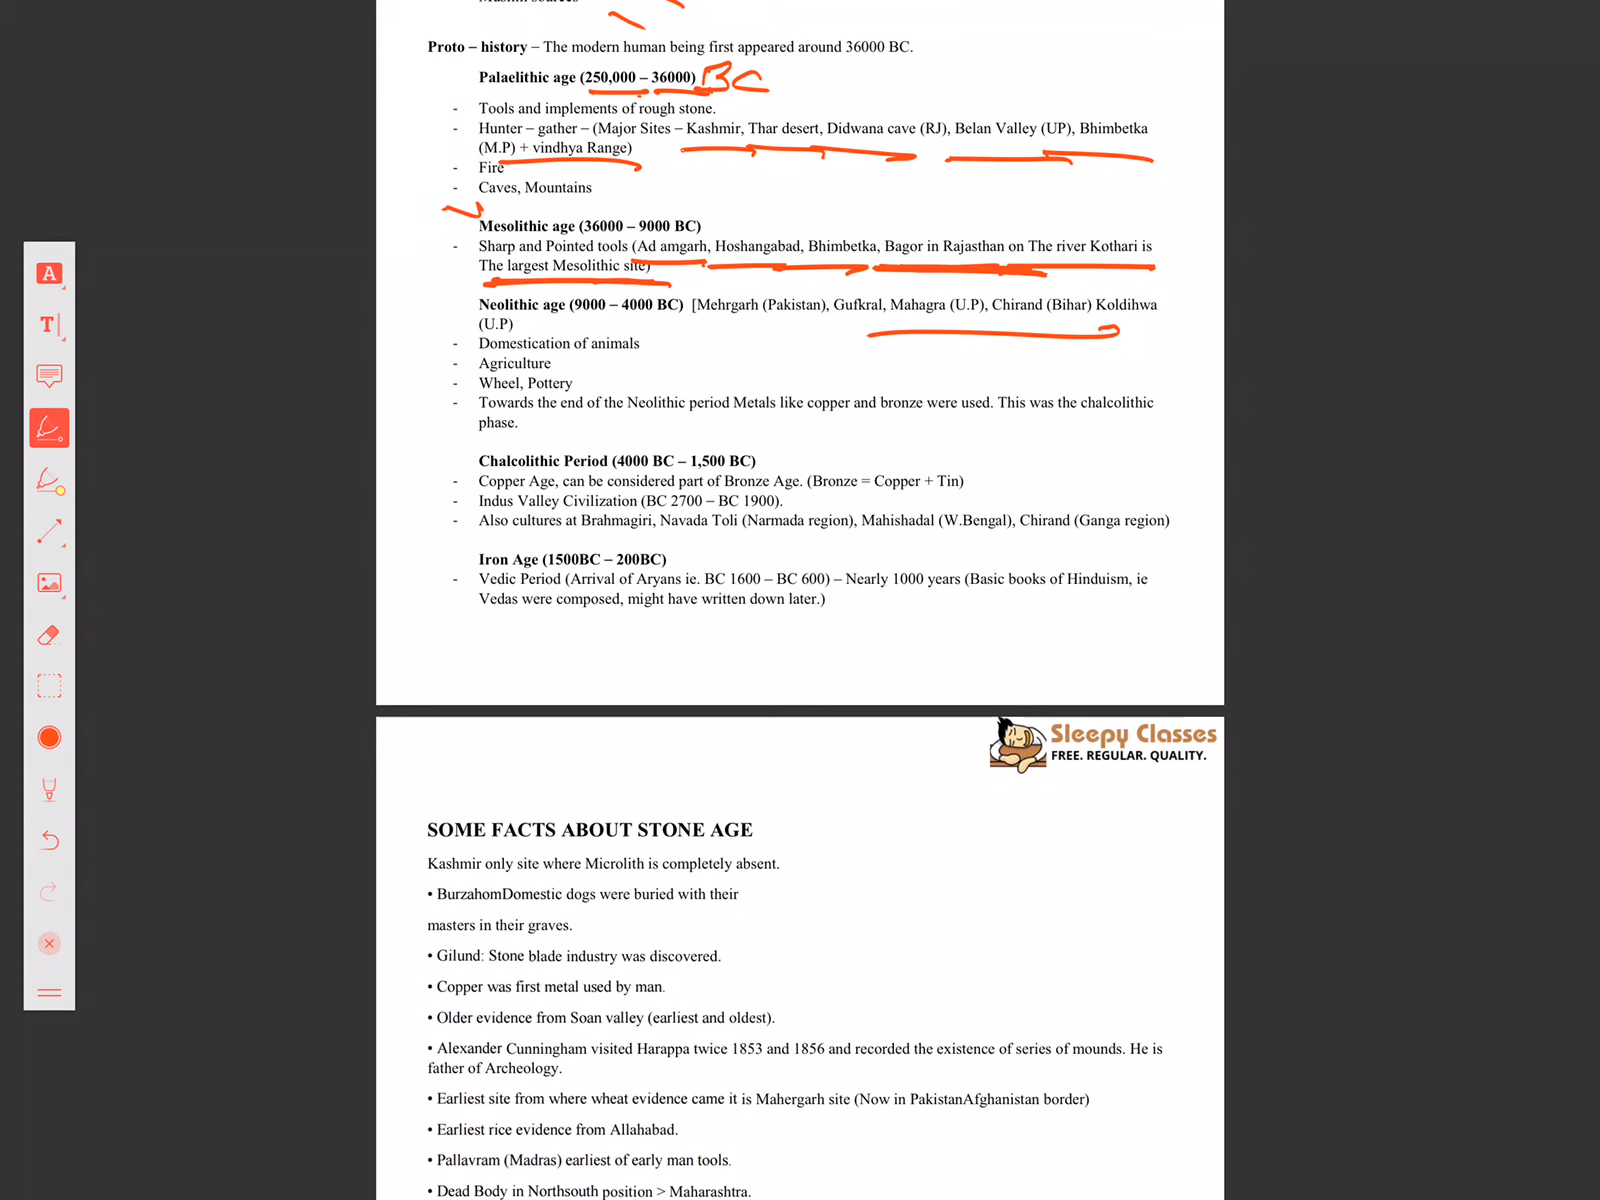 Proto – history – The modern human being first appeared around 36000 BC.
Palaelithic age (250,000 – 36000) BC
- Tools and implements of rough stone.
- Hunter – gather – (Major Sites – Kashmir, Thar desert, Didwana cave (RJ), Belan Valley (UP), Bhimbetka
(M.P) + vindhya Range)
- Fire
- Caves, Mountains
Mesolithic age (36000 – 9000 BC)
- Sharp and Pointed tools (Ad amgarh, Hoshangabad, Bhimbetka, Bagor in Rajasthan on The river Kothari is
The largest Mesolithic site)
Neolithic age (9000 – 4000 BC) [Mehrgarh (Pakistan), Gufkral, Mahagra (U.P), Chirand (Bihar) Koldihwa
(U.P)
- Domestication of animals
- Agriculture
- Wheel, Pottery
- Towards the end of the Neolithic period Metals like copper and bronze were used. This was the chalcolithic
phase.
Chalcolithic Period (4000 BC – 1,500 BC)
- Copper Age, can be considered part of Bronze Age. (Bronze = Copper + Tin)
- Indus Valley Civilization (BC 2700 – BC 1900).
- Also cultures at Brahmagiri, Navada Toli (Narmada region), Mahishadal (W.Bengal), Chirand (Ganga region)
Iron Age (1500BC – 200BC)
- Vedic Period (Arrival of Aryans ie. BC 1600 – BC 600) – Nearly 1000 years (Basic books of Hinduism, ie
Vedas were composed, might have written down later.)
Sleepy Classes
FREE. REGULAR. QUALITY.
SOME FACTS ABOUT STONE AGE
Kashmir only site where Microlith is completely absent.
• BurzahomDomestic dogs were buried with their
masters in their graves.
• Gilund: Stone blade industry was discovered.
• Copper was first metal used by man.
• Older evidence from Soan valley (earliest and oldest).
• Alexander Cunningham visited Harappa twice 1853 and 1856 and recorded the existence of series of mounds. He is
father of Archeology.
• Earliest site from where wheat evidence came it is Mahergarh site (Now in PakistanAfghanistan border)
• Earliest rice evidence from Allahabad.
• Pallavram (Madras) earliest of early man tools.
• Dead Body in Northsouth position > Maharashtra.
A
T